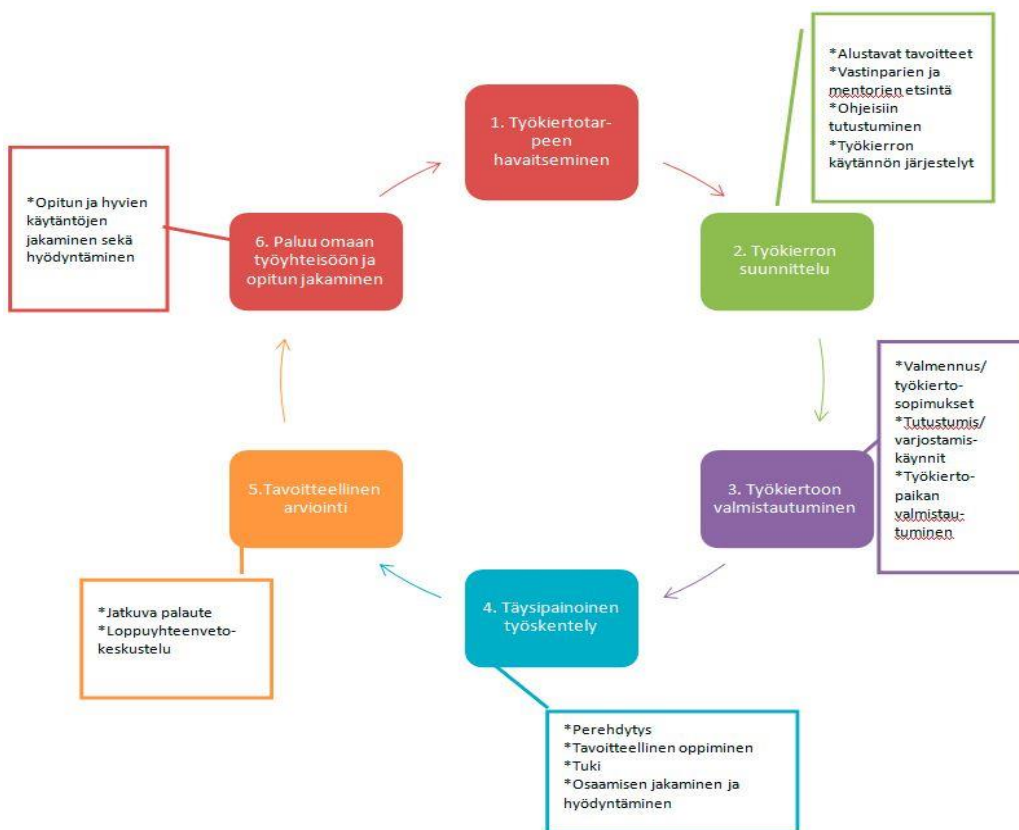 1. Työkiertotar-
peen
havaitseminen
*Alustavat tavoitteet
*Vastinparien ja
mentorien etsintä
*Ohjeisiin
tutustuminen
*Työkierron
käytännön järjestelyt
2. Työkierron
suunnittelu
*Valmennus/
työkierto-
sopimukset
*Tutustumis/
varjostamis-
käynnit
*Työkierto-
paikan
valmistau-
tuminen
3. Työkiertoon
valmistautuminen
4. Täysipainoinen
työskentely
*Perehdytys
*Tavoitteellinen oppiminen
*Tuki
*Osaamisen jakaminen ja
hyödyntäminen
5.Tavoitteellinen
arviointi
*Jatkuva palaute
*Loppuyhteenveto-
keskustelu
6. Paluu omaan
työyhteisöön ja
opitun jakaminen
*Opitun ja hyvien
käytäntöjen
jakaminen sekä
hyödyntäminen